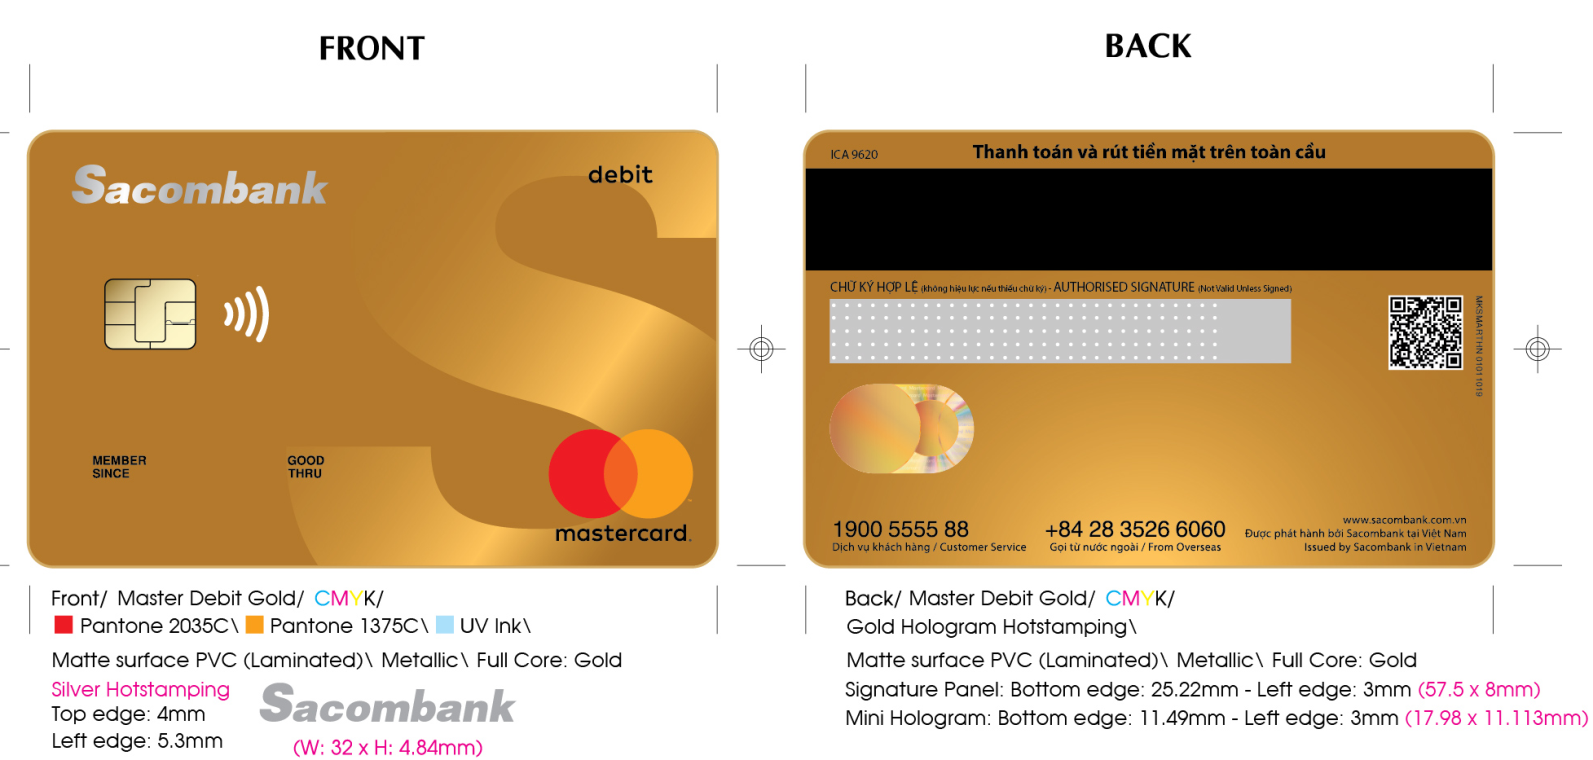 FRONT
Sacombank
debit
MEMBER
SINCE
GOOD
THRU
mastercard.
Front/ Master Debit Gold/ CMYK/
Pantone 2035C\ Pantone 1375C\ UV Ink\
Matte surface PVC (Laminated)\ Metallic\ Full Core: Gold
Silver Hotstamping
Top edge: 4mm
Left edge: 5.3mm
Sacombank
(W: 32 x H: 4.84mm)
BACK
ICA 9620
Thanh toán và rút tiền mặt trên toàn cầu
CHỮ KÝ HỢP LỆ (không hiệu lực nếu thiếu chữ ký) - AUTHORISED SIGNATURE (Not Valid Unless Signed)
MKSMARTHN 01011019
1900 5555 88
Dịch vụ khách hàng / Customer Service
+84 28 3526 6060
Gọi từ nước ngoài / From Overseas
www.sacombank.com.vn
Được phát hành bởi Sacombank tại Việt Nam
Issued by Sacombank in Vietnam
Back/ Master Debit Gold/ CMYK/
Gold Hologram Hotstamping\
Matte surface PVC (Laminated)\ Metallic\ Full Core: Gold
Signature Panel: Bottom edge: 25.22mm - Left edge: 3mm (57.5 x 8mm)
Mini Hologram: Bottom edge: 11.49mm - Left edge: 3mm (17.98 x 11.113mm)